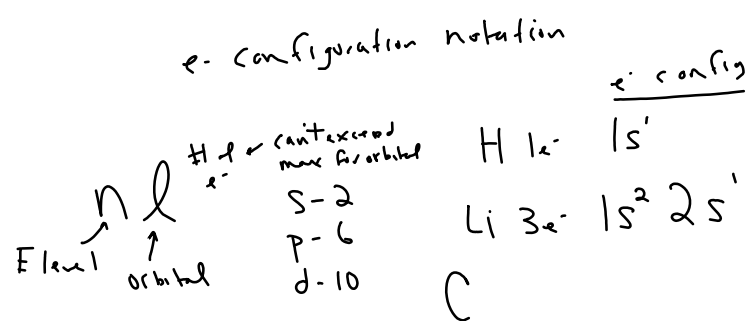 e- configuration notation
e- config
# of e- can't exceed
max for orbital
n l
E level
orbital
s-2
p-6
d-10
H 1e- 1s¹
Li 3e- 1s² 2s¹
C